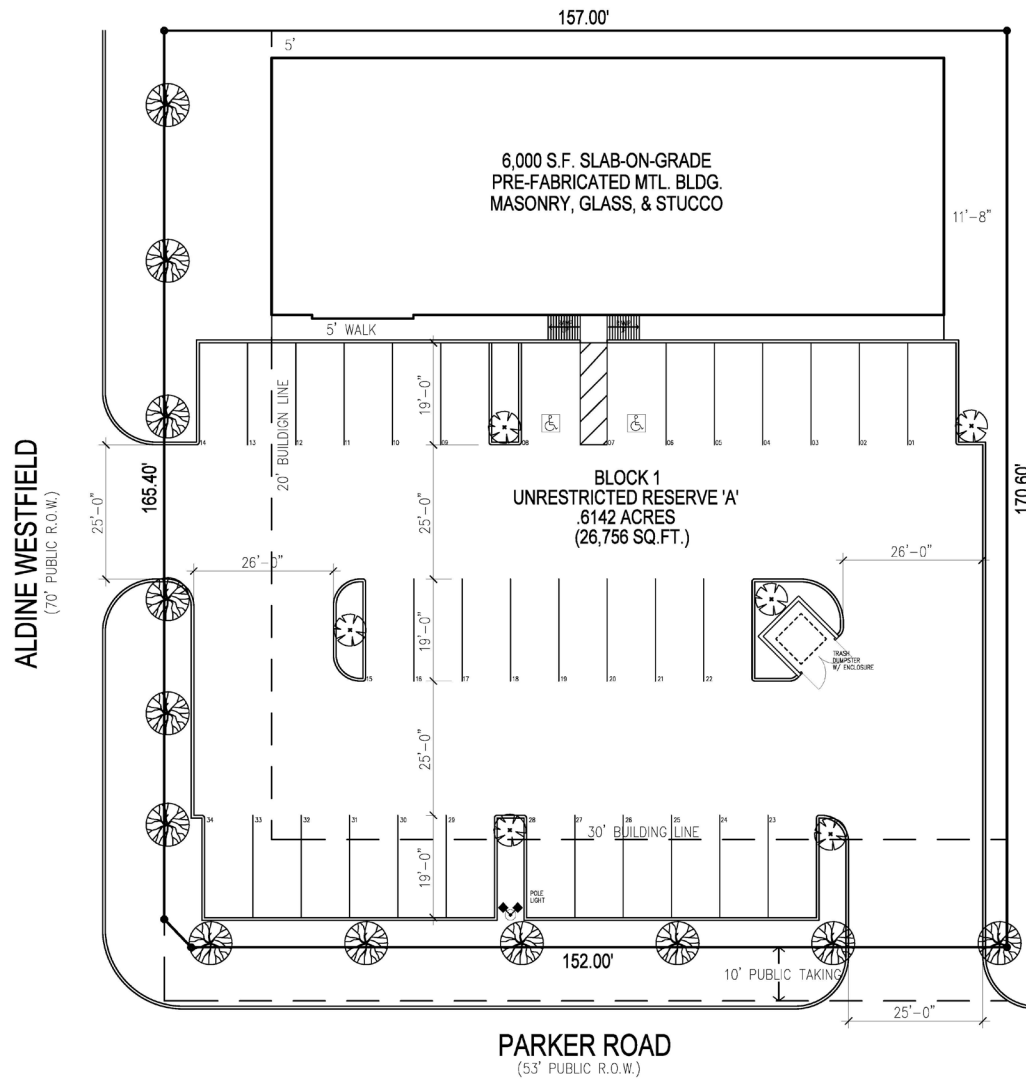 157.00'
5'
6,000 S.F. SLAB-ON-GRADE
PRE-FABRICATED MTL. BLDG.
MASONRY, GLASS, & STUCCO
11'-8"
5' WALK
20' BUILDIGN LINE
19'-0"
14
13
12
11
10
09
08
07
06
05
04
03
02
01
ALDINE WESTFIELD
(70' PUBLIC R.O.W.)
25'-0"
165.40'
170.60'
BLOCK 1
UNRESTRICTED RESERVE 'A'
.6142 ACRES
(26,756 SQ.FT.)
25'-0"
26'-0"
26'-0"
19'-0"
15
16
17
18
19
20
21
22
TRASH
DUMPSTER
W/ ENCLOSURE
25'-0"
34
33
32
31
30
29
28
27
26
25
24
23
30' BUILDING LINE
19'-0"
POLE
LIGHT
152.00'
10' PUBLIC TAKING
25'-0"
PARKER ROAD
(53' PUBLIC R.O.W.)